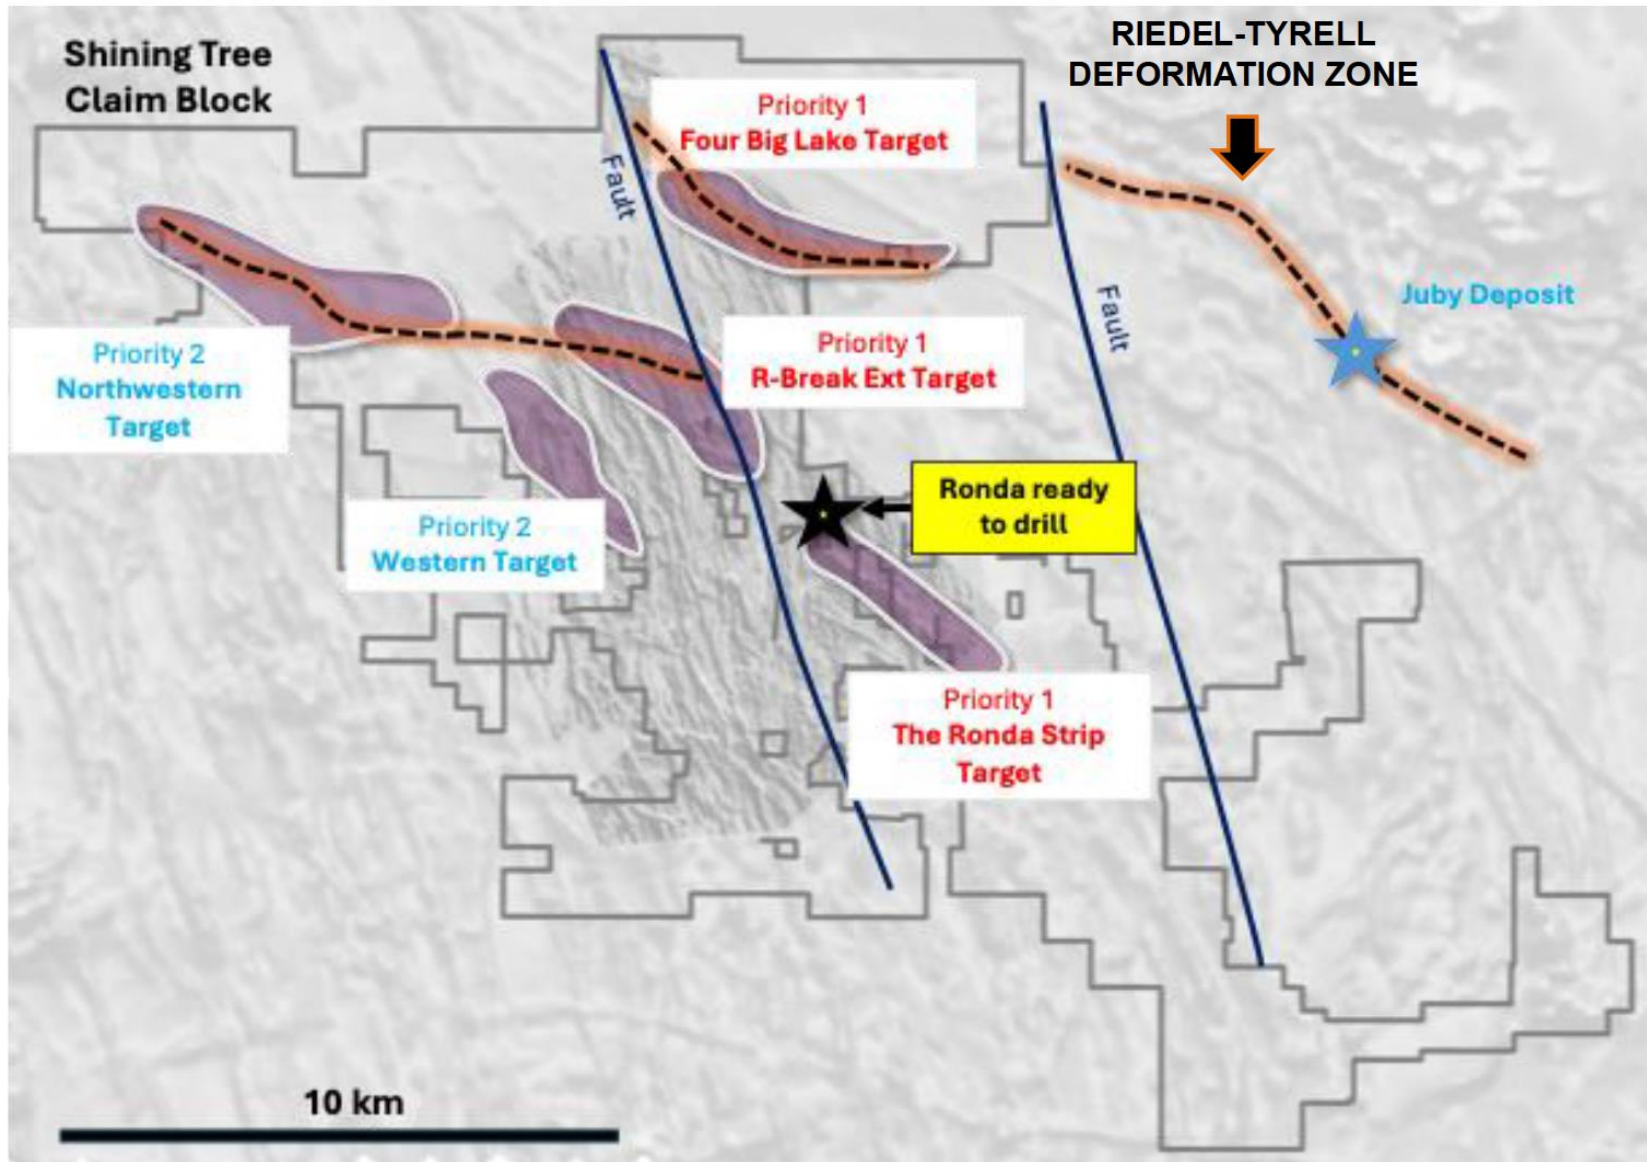 Shining Tree
Claim Block
RIEDEL-TYRELL
DEFORMATION ZONE
Priority 1
Four Big Lake Target
Fault
Fault
Juby Deposit
Priority 2
Northwestern
Target
Priority 1
R-Break Ext Target
Ronda ready
to drill
Priority 2
Western Target
Priority 1
The Ronda Strip
Target
10 km